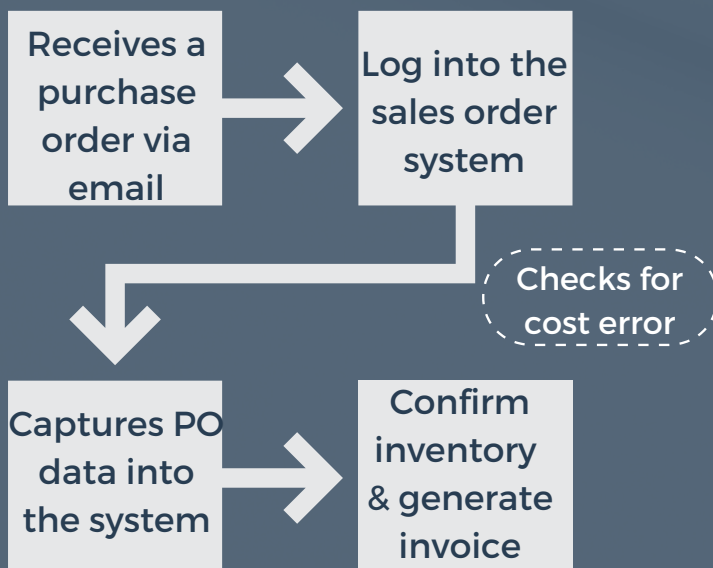 Receives a
purchase
order via
email
Log into the
sales order
system
Checks for
cost error
Captures PO
data into
the system
Confirm
inventory
& generate
invoice